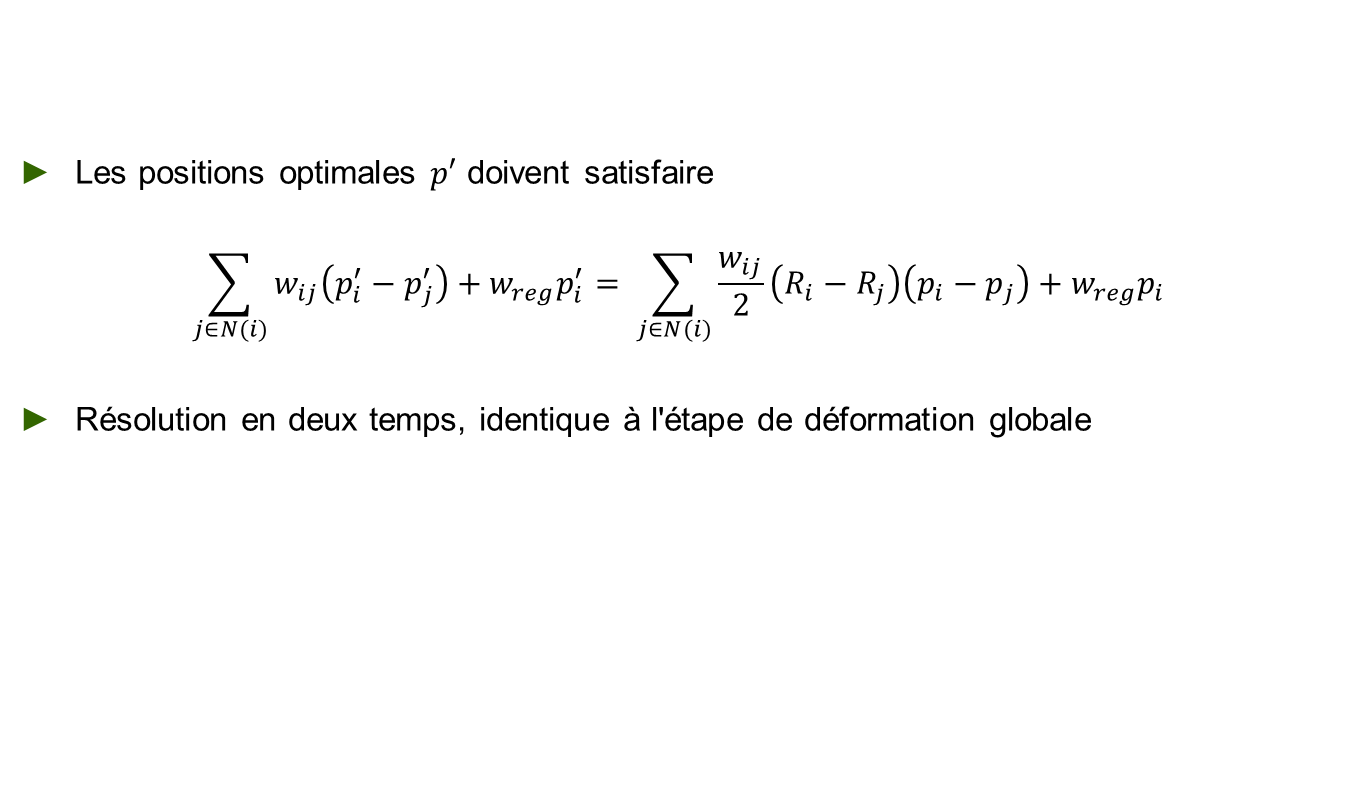 ► Les positions optimales p′ doivent satisfaire
∑_{j∈N(i)} w_{ij}(p′_i − p′_j) + w_{reg}p′_i = ∑_{j∈N(i)} \frac{w_{ij}}{2}(R_i − R_j)(p_i − p_j) + w_{reg}p_i
► Résolution en deux temps, identique à l'étape de déformation globale